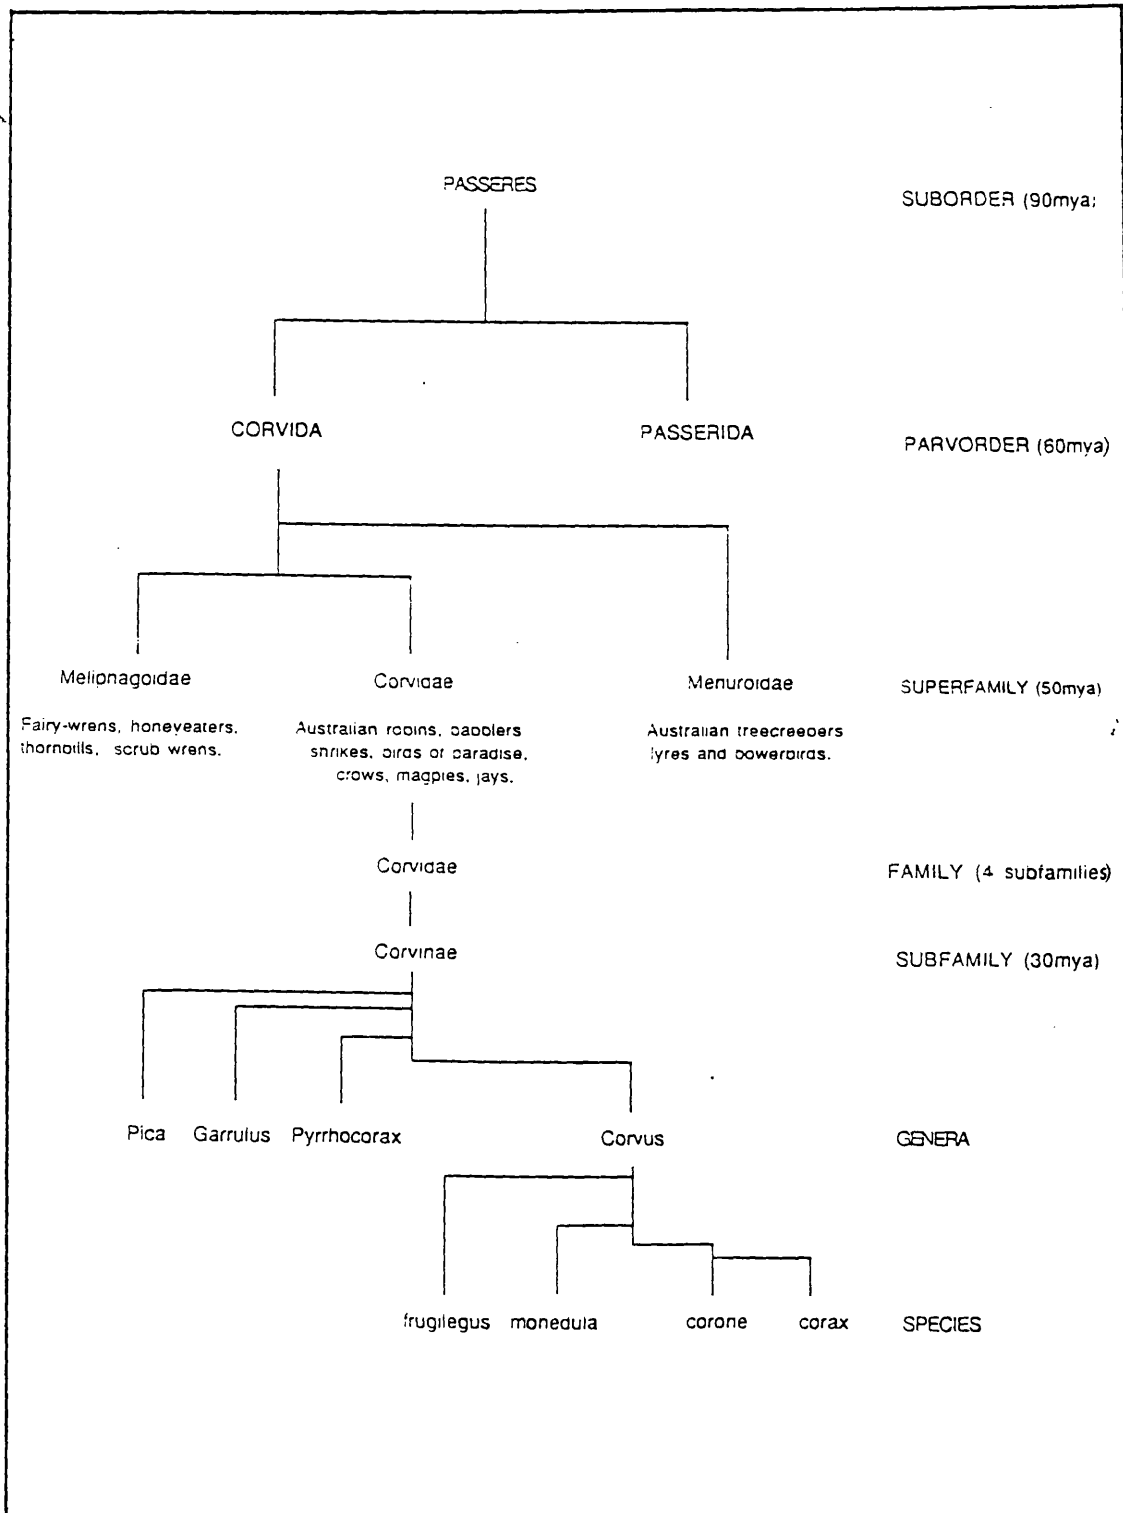 PASSERES
SUBORDER (90mya;
CORVIDA
PASSERIDA
PARVORDER (60mya)
Meliphagoidae
Corvidae
Menuroidae
SUPERFAMILY (50mya)
Fairy-wrens, honeyeaters,
thornbills, scrub wrens.
Australian robins, babblers
shrikes, birds of paradise,
crows, magpies, jays.
Australian treecreepers
lyres and bowerbirds.
Corvidae
FAMILY (4 subfamilies)
Corvinae
SUBFAMILY (30mya)
Pica
Garrulus
Pyrrhocorax
Corvus
GENERA
frugilegus
monedula
corone
corax
SPECIES